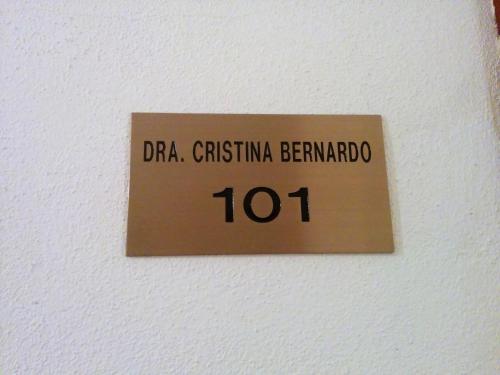 DRA. CRISTINA BERNARDO
101